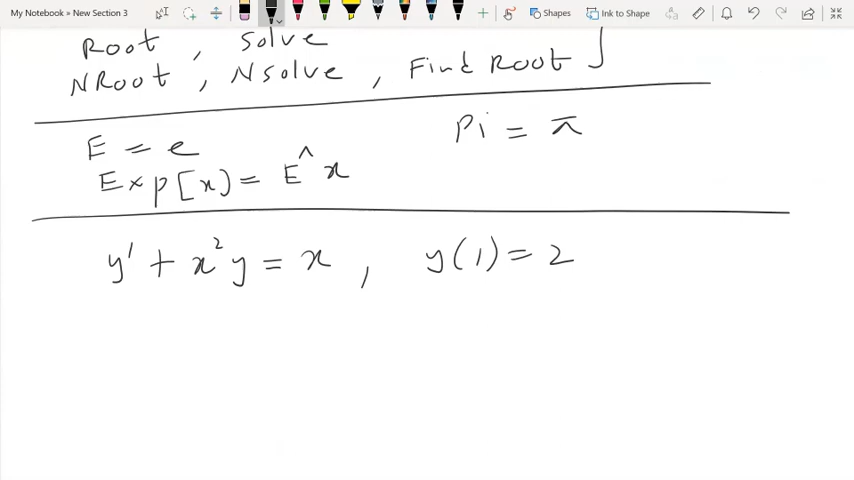 My Notebook » New Section 3
Shapes
Ink to Shape
Root , Solve
NRoot , NSolve , Find Root
E = e
Pi = π
Exp[x] = E^x
y' + x²y = x , y(1) = 2